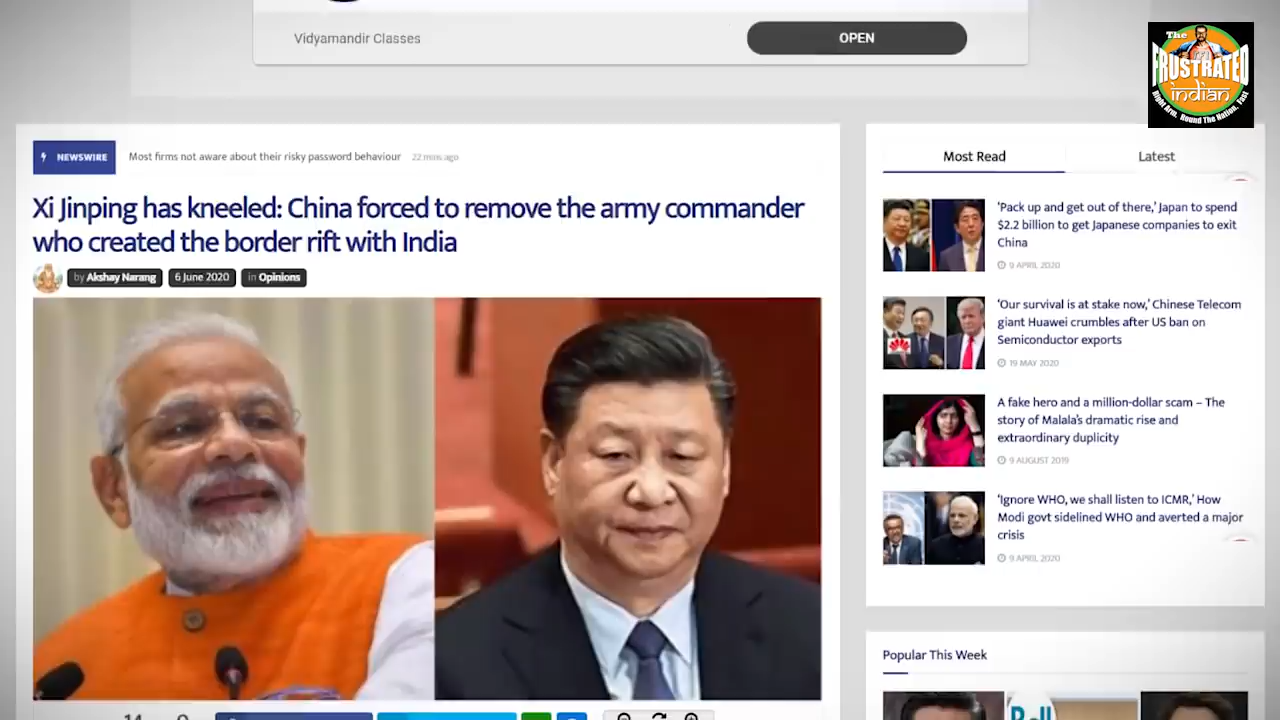 Vidyamandir Classes
OPEN
The
FRUSTRATED
indian
Right Arm. Round The Nation. Fast
NEWSWIRE
Most firms not aware about their risky password behaviour 22 mins ago
Xi Jinping has kneeled: China forced to remove the army commander
who created the border rift with India
by Akshay Narang
6 June 2020
in Opinions
Most Read
Latest
‘Pack up and get out of there,’ Japan to spend
$2.2 billion to get Japanese companies to exit
China
9 APRIL 2020
‘Our survival is at stake now,’ Chinese Telecom
giant Huawei crumbles after US ban on
Semiconductor exports
19 MAY 2020
A fake hero and a million-dollar scam – The
story of Malala’s dramatic rise and
extraordinary duplicity
9 AUGUST 2019
‘Ignore WHO, we shall listen to ICMR,’ How
Modi govt sidelined WHO and averted a major
crisis
9 APRIL 2020
Popular This Week